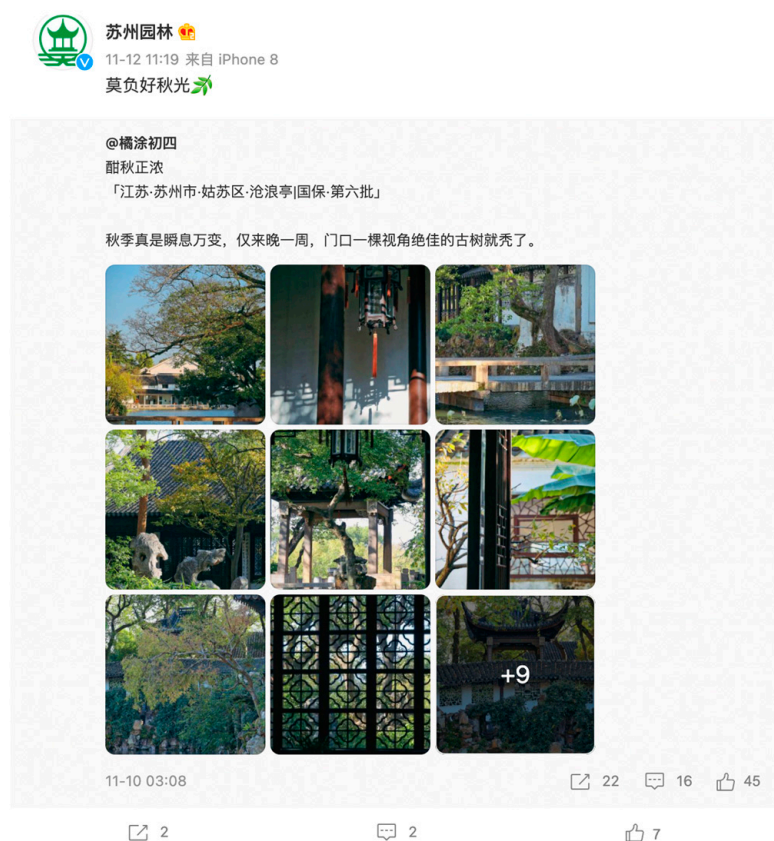 苏州园林
11-12 11:19 来自 iPhone 8
莫负好秋光
@橘涂初四
酣秋正浓
「江苏·苏州市·姑苏区·沧浪亭|国保·第六批」
秋季真是瞬息万变，仅来晚一周，门口一棵视角绝佳的古树就秃了。
+9
11-10 03:08 22 16 45
2 2 7